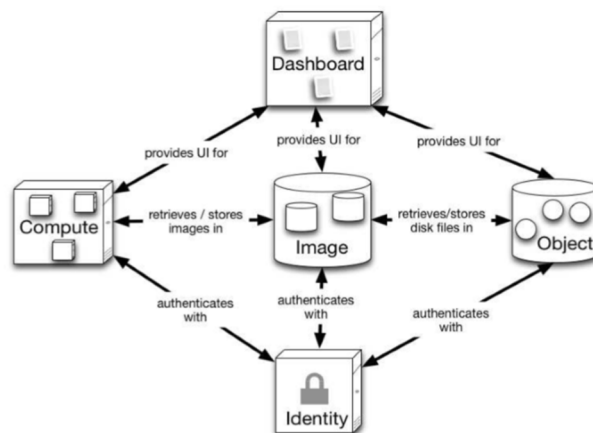 Dashboard
provides UI for
provides UI for
provides UI for
Compute
retrieves / stores
images in
Image
retrieves/stores
disk files in
Object
authenticates
with
authenticates
with
authenticates
with
Identity